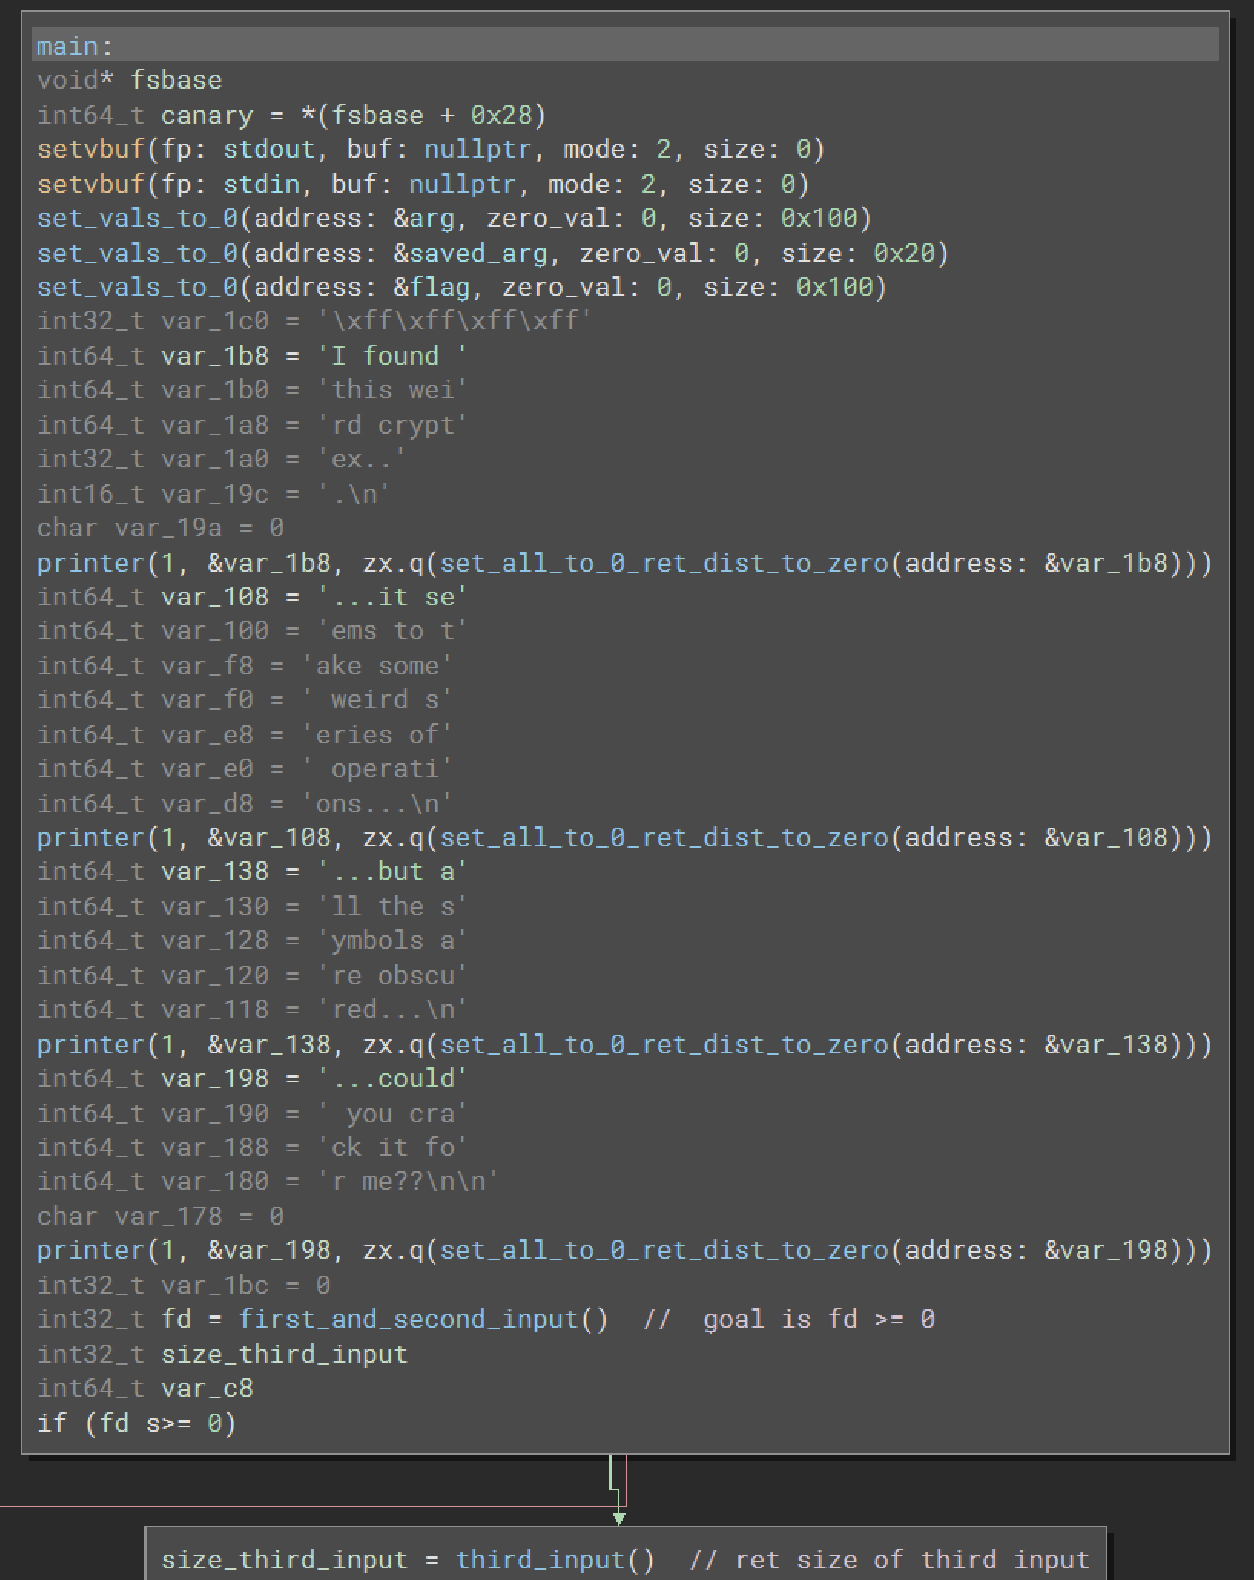 main:
void* fsbase
int64_t canary = *(fsbase + 0x28)
setvbuf(fp: stdout, buf: nullptr, mode: 2, size: 0)
setvbuf(fp: stdin, buf: nullptr, mode: 2, size: 0)
set_vals_to_0(address: &arg, zero_val: 0, size: 0x100)
set_vals_to_0(address: &saved_arg, zero_val: 0, size: 0x20)
set_vals_to_0(address: &flag, zero_val: 0, size: 0x100)
int32_t var_1c0 = '\xff\xff\xff\xff'
int64_t var_1b8 = 'I found '
int64_t var_1b0 = 'this wei'
int64_t var_1a8 = 'rd crypt'
int32_t var_1a0 = 'ex..'
int16_t var_19c = '.\n'
char var_19a = 0
printer(1, &var_1b8, zx.q(set_all_to_0_ret_dist_to_zero(address: &var_1b8)))
int64_t var_108 = '...it se'
int64_t var_100 = 'ems to t'
int64_t var_f8 = 'ake some'
int64_t var_f0 = ' weird s'
int64_t var_e8 = 'eries of'
int64_t var_e0 = ' operati'
int64_t var_d8 = 'ons...\n'
printer(1, &var_108, zx.q(set_all_to_0_ret_dist_to_zero(address: &var_108)))
int64_t var_138 = '...but a'
int64_t var_130 = 'll the s'
int64_t var_128 = 'ymbols a'
int64_t var_120 = 're obscu'
int64_t var_118 = 'red...\n'
printer(1, &var_138, zx.q(set_all_to_0_ret_dist_to_zero(address: &var_138)))
int64_t var_198 = '...could'
int64_t var_190 = ' you cra'
int64_t var_188 = 'ck it fo'
int64_t var_180 = 'r me??\n\n'
char var_178 = 0
printer(1, &var_198, zx.q(set_all_to_0_ret_dist_to_zero(address: &var_198)))
int32_t var_1bc = 0
int32_t fd = first_and_second_input()  //  goal is fd >= 0
int32_t size_third_input
int64_t var_c8
if (fd s>= 0)
size_third_input = third_input()  // ret size of third input